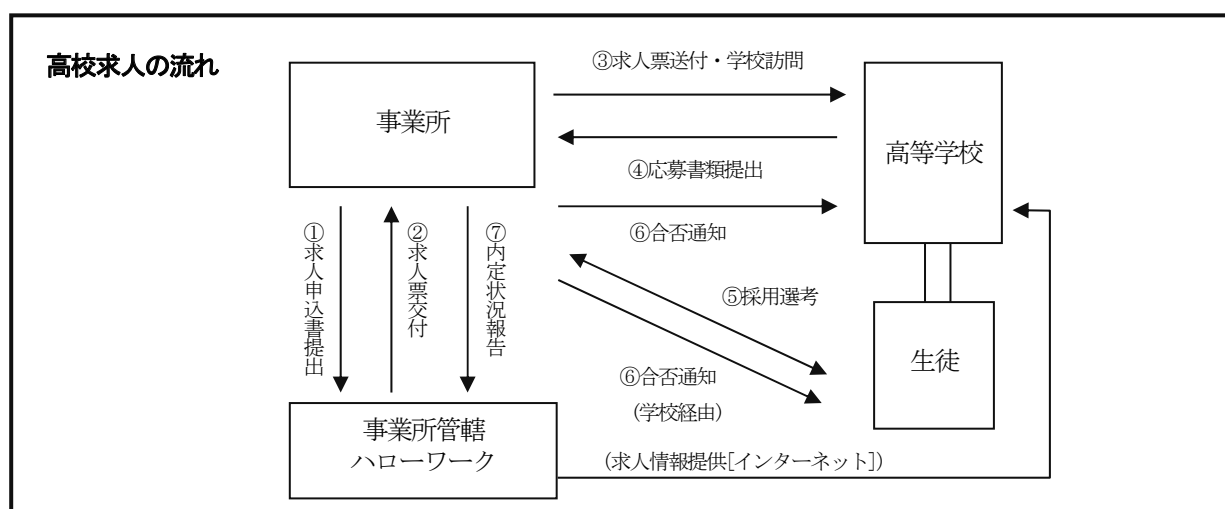 高校求人の流れ
③求人票送付・学校訪問
事業所
高等学校
④応募書類提出
⑥合否通知
①求人申込書提出
②求人票交付
⑦内定状況報告
⑤採用選考
生徒
⑥合否通知
(学校経由)
事業所管轄
ハローワーク
(求人情報提供[インターネット])